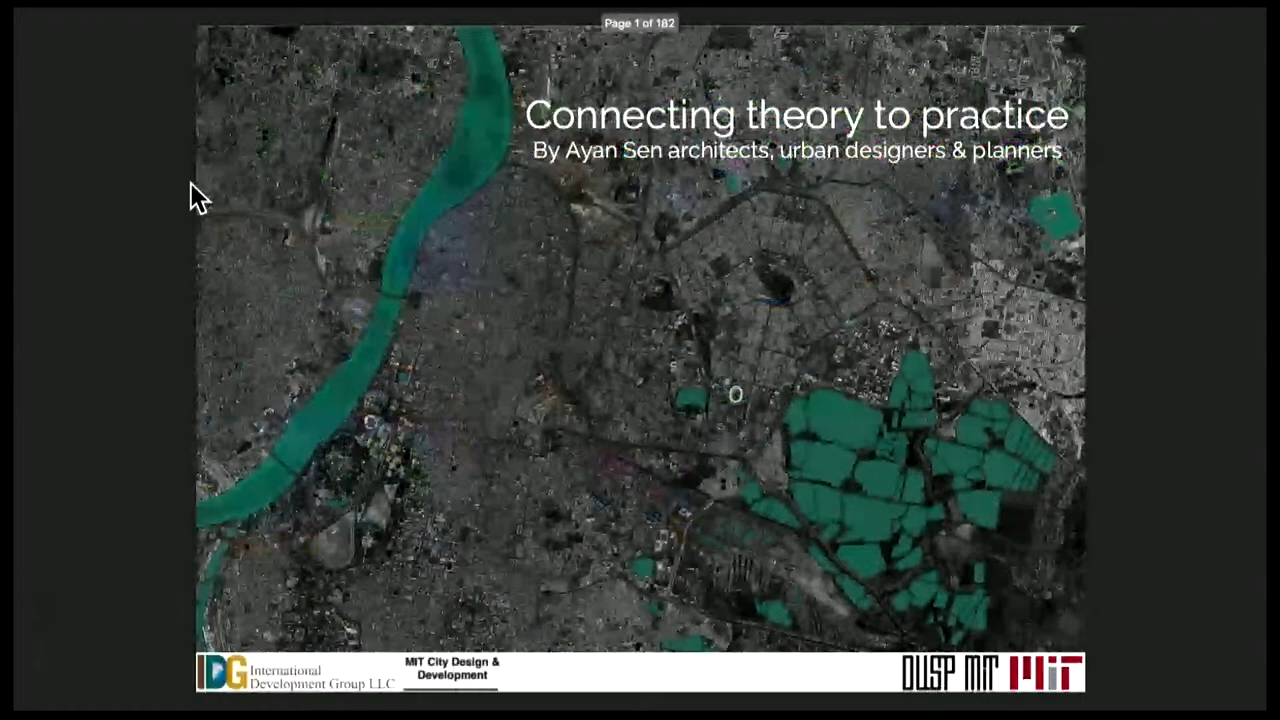 Page 1 of 182
Connecting theory to practice
By Ayan Sen architects, urban designers & planners
IDG International
Development Group LLC
MIT City Design &
Development
DUSP MIT
MIT